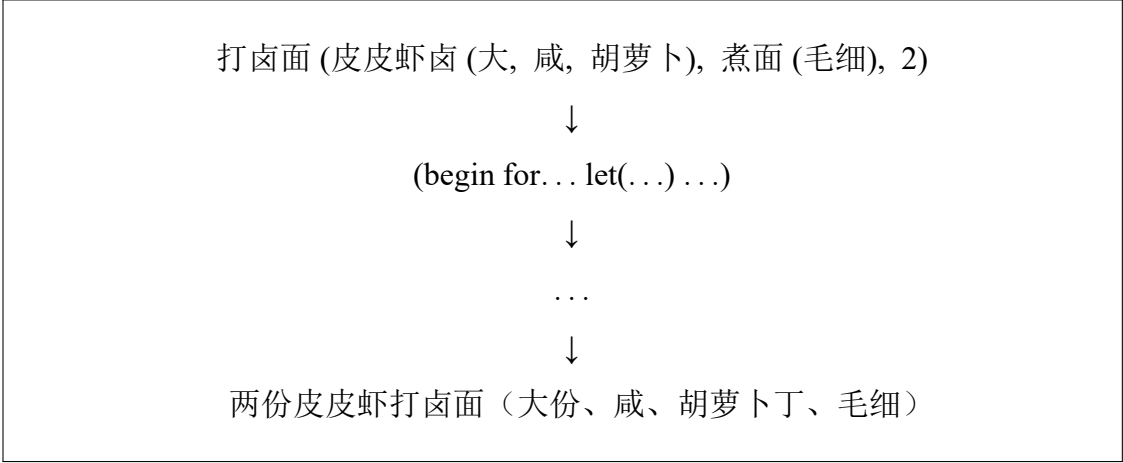 打卤面 (皮皮虾卤 (大, 咸, 胡萝卜), 煮面 (毛细), 2)
↓
(begin for… let(…) …)
↓
…
↓
两份皮皮虾打卤面（大份、咸、胡萝卜丁、毛细）